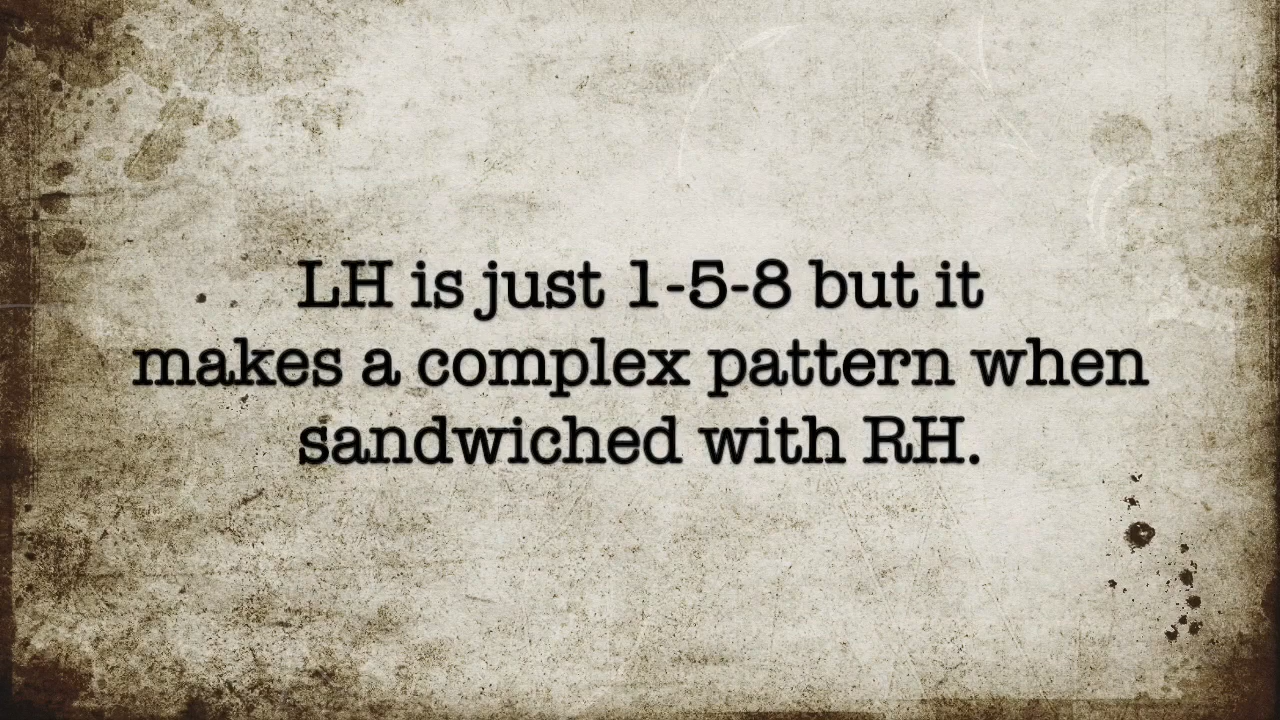 LH is just 1-5-8 but it
makes a complex pattern when
sandwiched with RH.